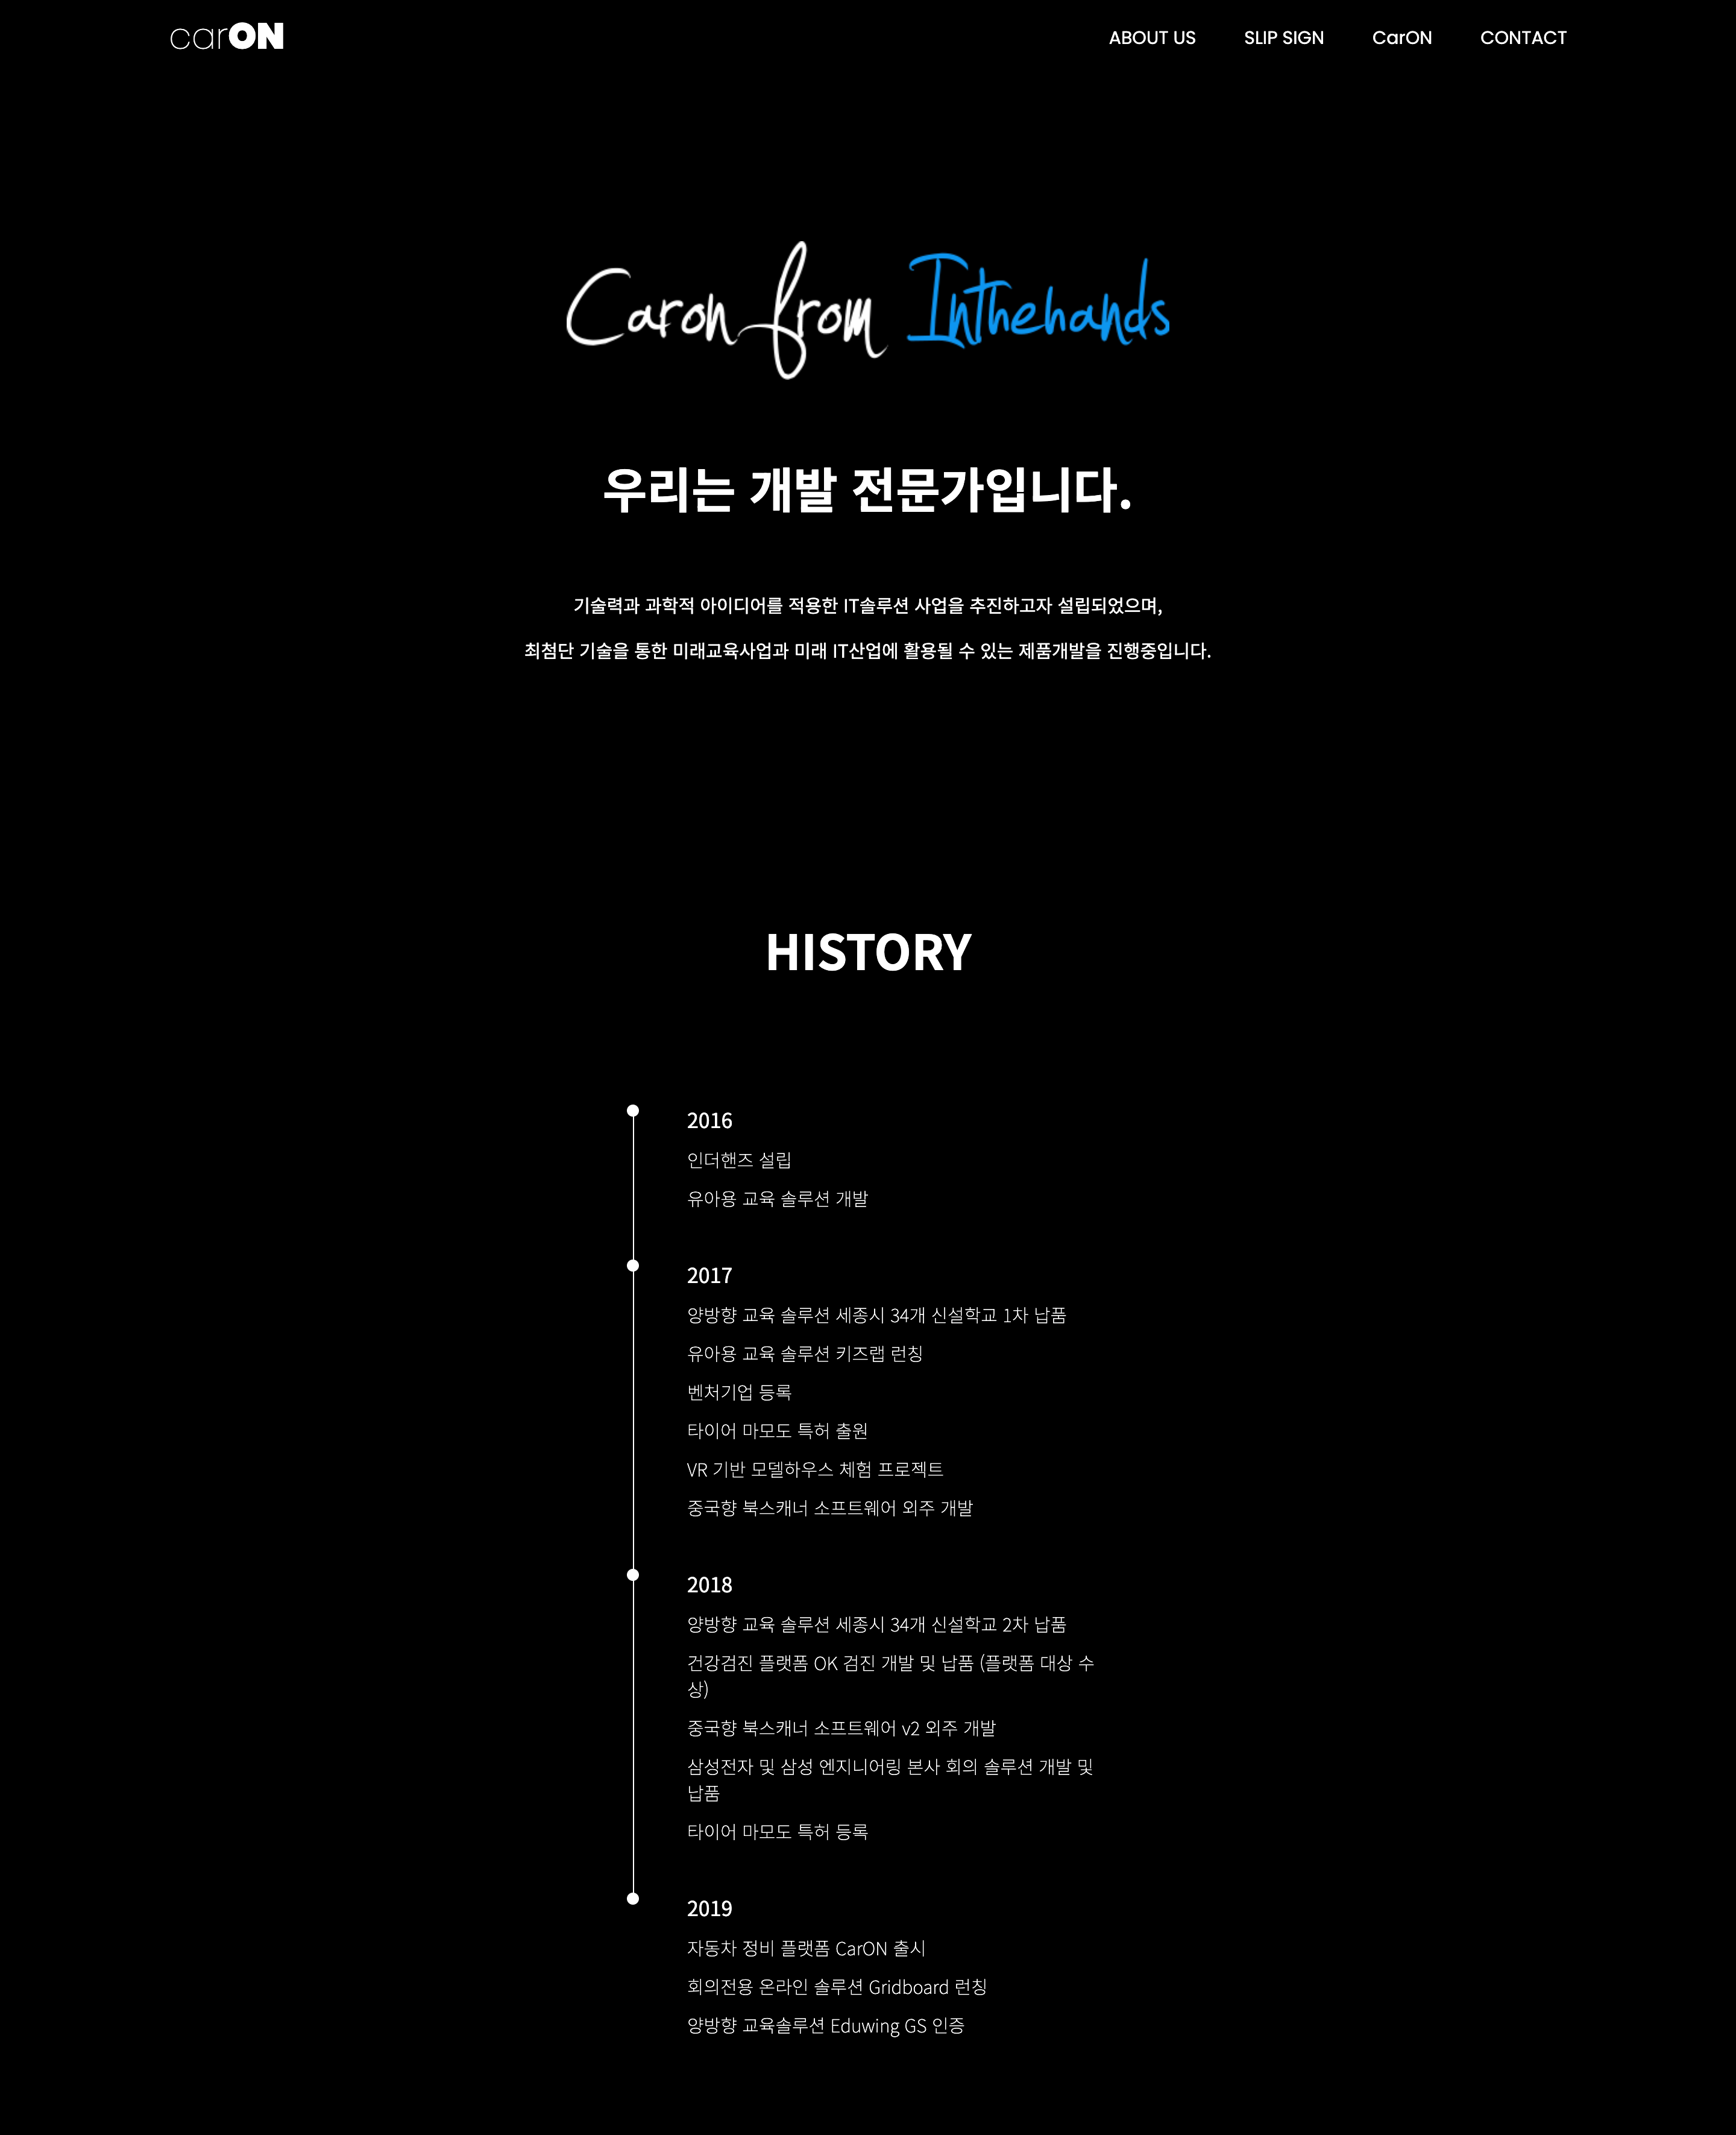 carON
ABOUT US
SLIP SIGN
CarON
CONTACT
Caron from Inthehands
우리는 개발 전문가입니다.
기술력과 과학적 아이디어를 적용한 IT솔루션 사업을 추진하고자 설립되었으며,
최첨단 기술을 통한 미래교육사업과 미래 IT산업에 활용될 수 있는 제품개발을 진행중입니다.
HISTORY
2016
인더핸즈 설립
유아용 교육 솔루션 개발
2017
양방향 교육 솔루션 세종시 34개 신설학교 1차 납품
유아용 교육 솔루션 키즈랩 런칭
벤처기업 등록
타이어 마모도 특허 출원
VR 기반 모델하우스 체험 프로젝트
중국향 북스캐너 소프트웨어 외주 개발
2018
양방향 교육 솔루션 세종시 34개 신설학교 2차 납품
건강검진 플랫폼 OK 검진 개발 및 납품 (플랫폼 대상 수
상)
중국향 북스캐너 소프트웨어 v2 외주 개발
삼성전자 및 삼성 엔지니어링 본사 회의 솔루션 개발 및
납품
타이어 마모도 특허 등록
2019
자동차 정비 플랫폼 CarON 출시
회의전용 온라인 솔루션 Gridboard 런칭
양방향 교육솔루션 Eduwing GS 인증